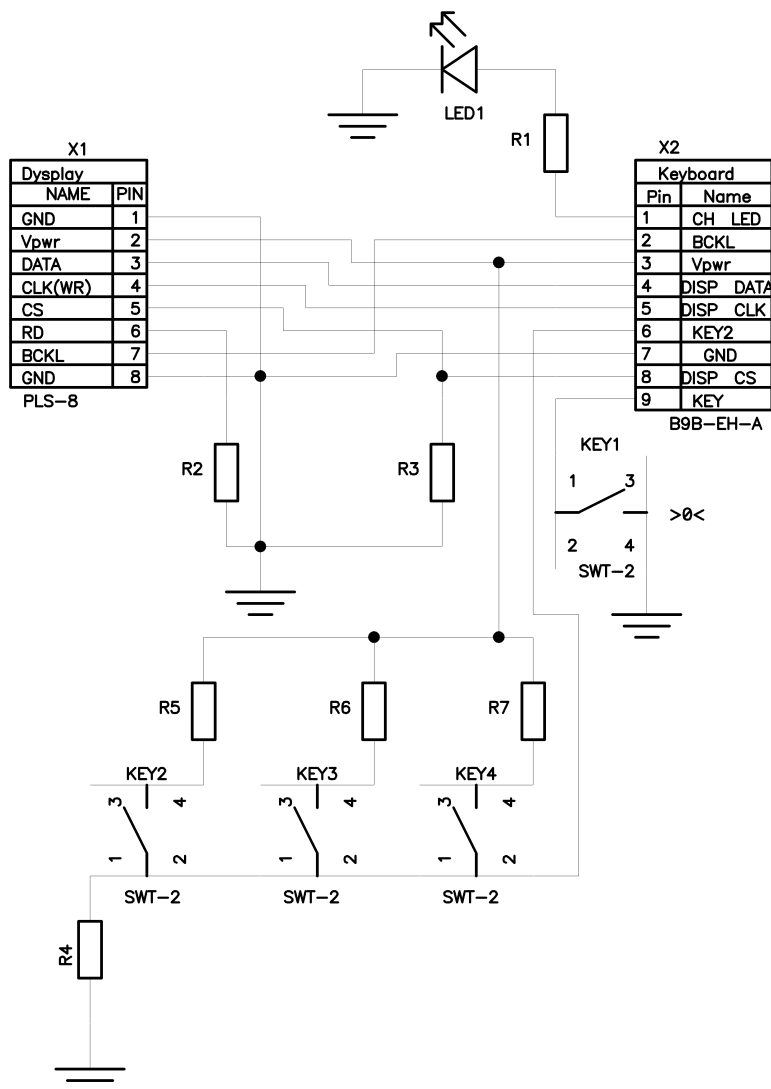 LED1
R1
X1
Dysplay
NAME PIN
GND 1
Vpwr 2
DATA 3
CLK(WR) 4
CS 5
RD 6
BCKL 7
GND 8
PLS-8
X2
Keyboard
Pin Name
1 CH LED
2 BCKL
3 Vpwr
4 DISP DATA
5 DISP CLK
6 KEY2
7 GND
8 DISP CS
9 KEY
B9B-EH-A
R2
R3
KEY1
1 3
>0<
2 4
SWT-2
R5
R6
R7
KEY2
3 4
1 2
SWT-2
KEY3
3 4
1 2
SWT-2
KEY4
3 4
1 2
SWT-2
R4